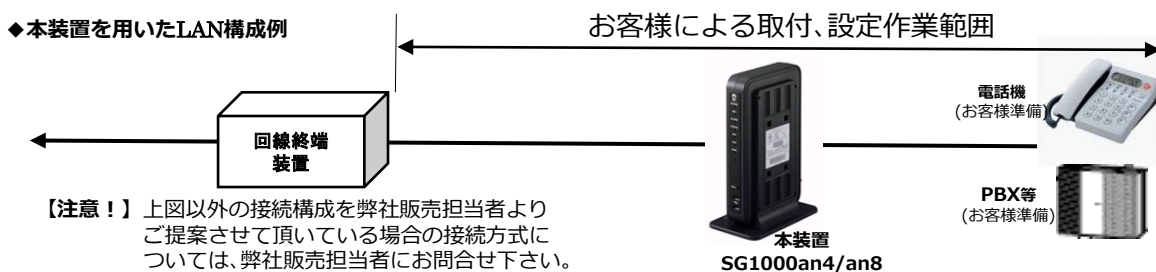 ◆本装置を用いたLAN構成例
お客様による取付、設定作業範囲
電話機
(お客様準備)
回線終端
装置
PBX等
(お客様準備)
【注意！】上図以外の接続構成を弊社販売担当者より
ご提案させて頂いている場合の接続方式に
ついては、弊社販売担当者にお問合せ下さい。
本装置
SG1000an4/an8